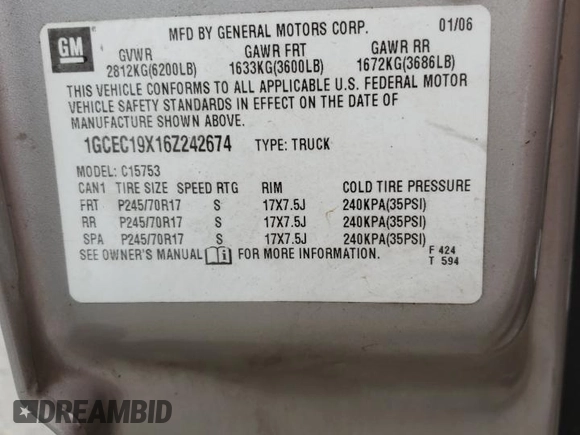 GM
MFD BY GENERAL MOTORS CORP. 01/06
GVWR GAWR FRT GAWR RR
2812KG(6200LB) 1633KG(3600LB) 1672KG(3686LB)
THIS VEHICLE CONFORMS TO ALL APPLICABLE U.S. FEDERAL MOTOR
VEHICLE SAFETY STANDARDS IN EFFECT ON THE DATE OF
MANUFACTURE SHOWN ABOVE.
1GCEC19X16Z242674 TYPE: TRUCK
MODEL: C15753
CAN1 TIRE SIZE SPEED RTG RIM COLD TIRE PRESSURE
FRT P245/70R17 S 17X7.5J 240KPA(35PSI)
RR P245/70R17 S 17X7.5J 240KPA(35PSI)
SPA P245/70R17 S 17X7.5J 240KPA(35PSI)
SEE OWNER'S MANUAL FOR MORE INFORMATION.
F 424
T 594
DREAMBID